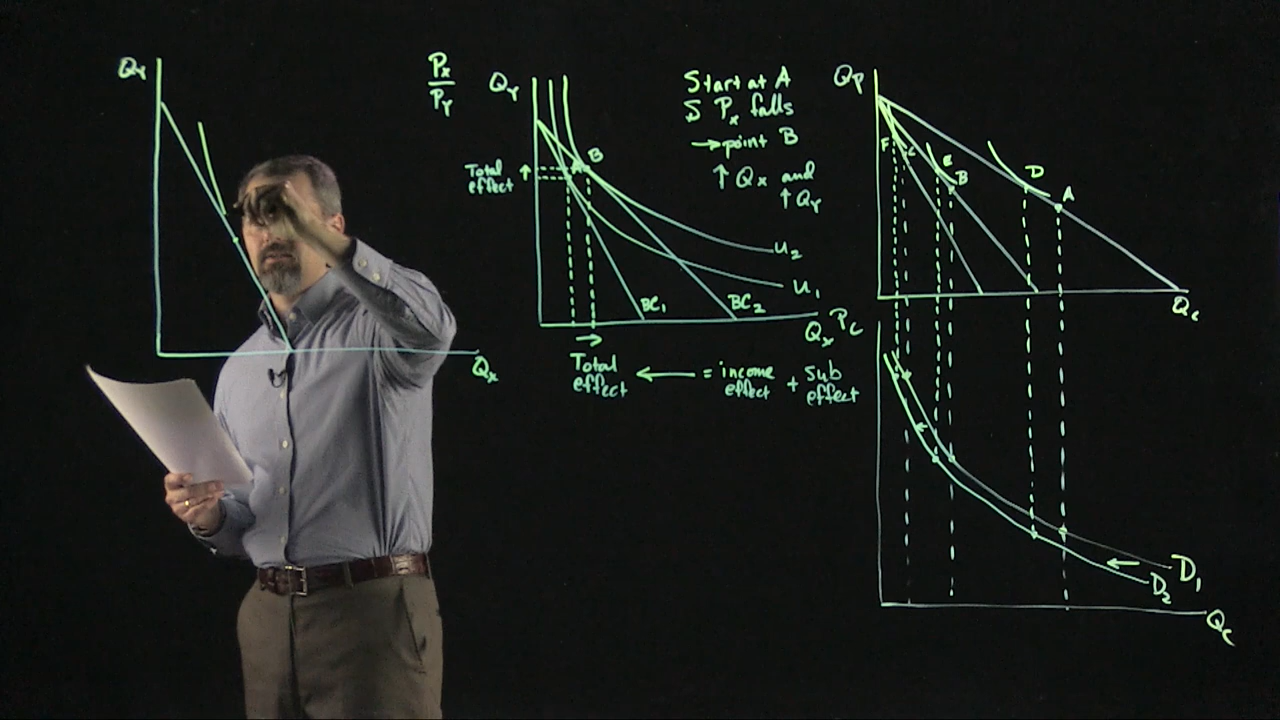 Qy
Qx
Px
Py
Qy
Total
effect ↑
A
B
U2
U1
BC1
BC2
Qx
→
Total
effect ← = income
effect + Sub
effect
Start at A
S Px falls
→ point B
↑ Qx and
↑ Qy
QP
F
C
E
B
D
A
Qc
Pc
D1
D2
Qc